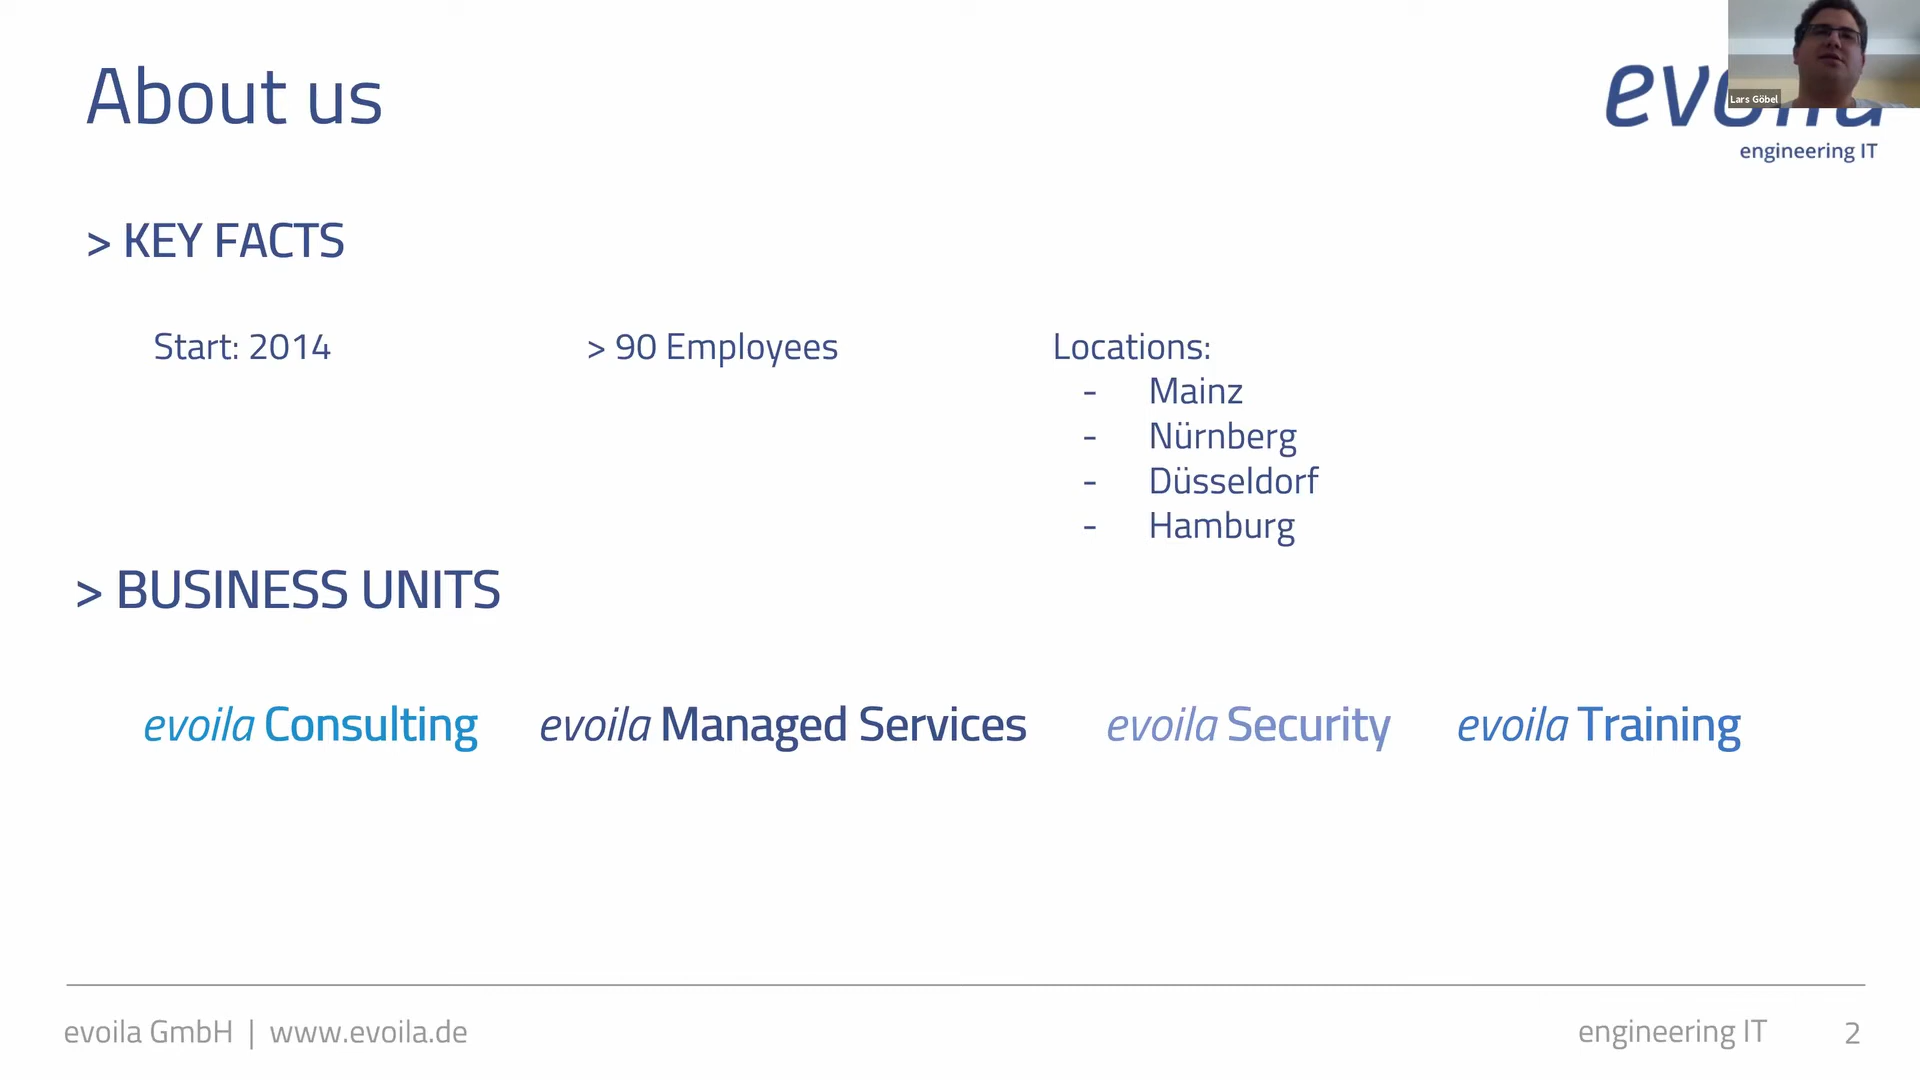 About us
Lars Göbel
engineering IT
> KEY FACTS
Start: 2014
> 90 Employees
Locations:
- Mainz
- Nürnberg
- Düsseldorf
- Hamburg
> BUSINESS UNITS
evoila Consulting
evoila Managed Services
evoila Security
evoila Training
evoila GmbH | www.evoila.de
engineering IT
2